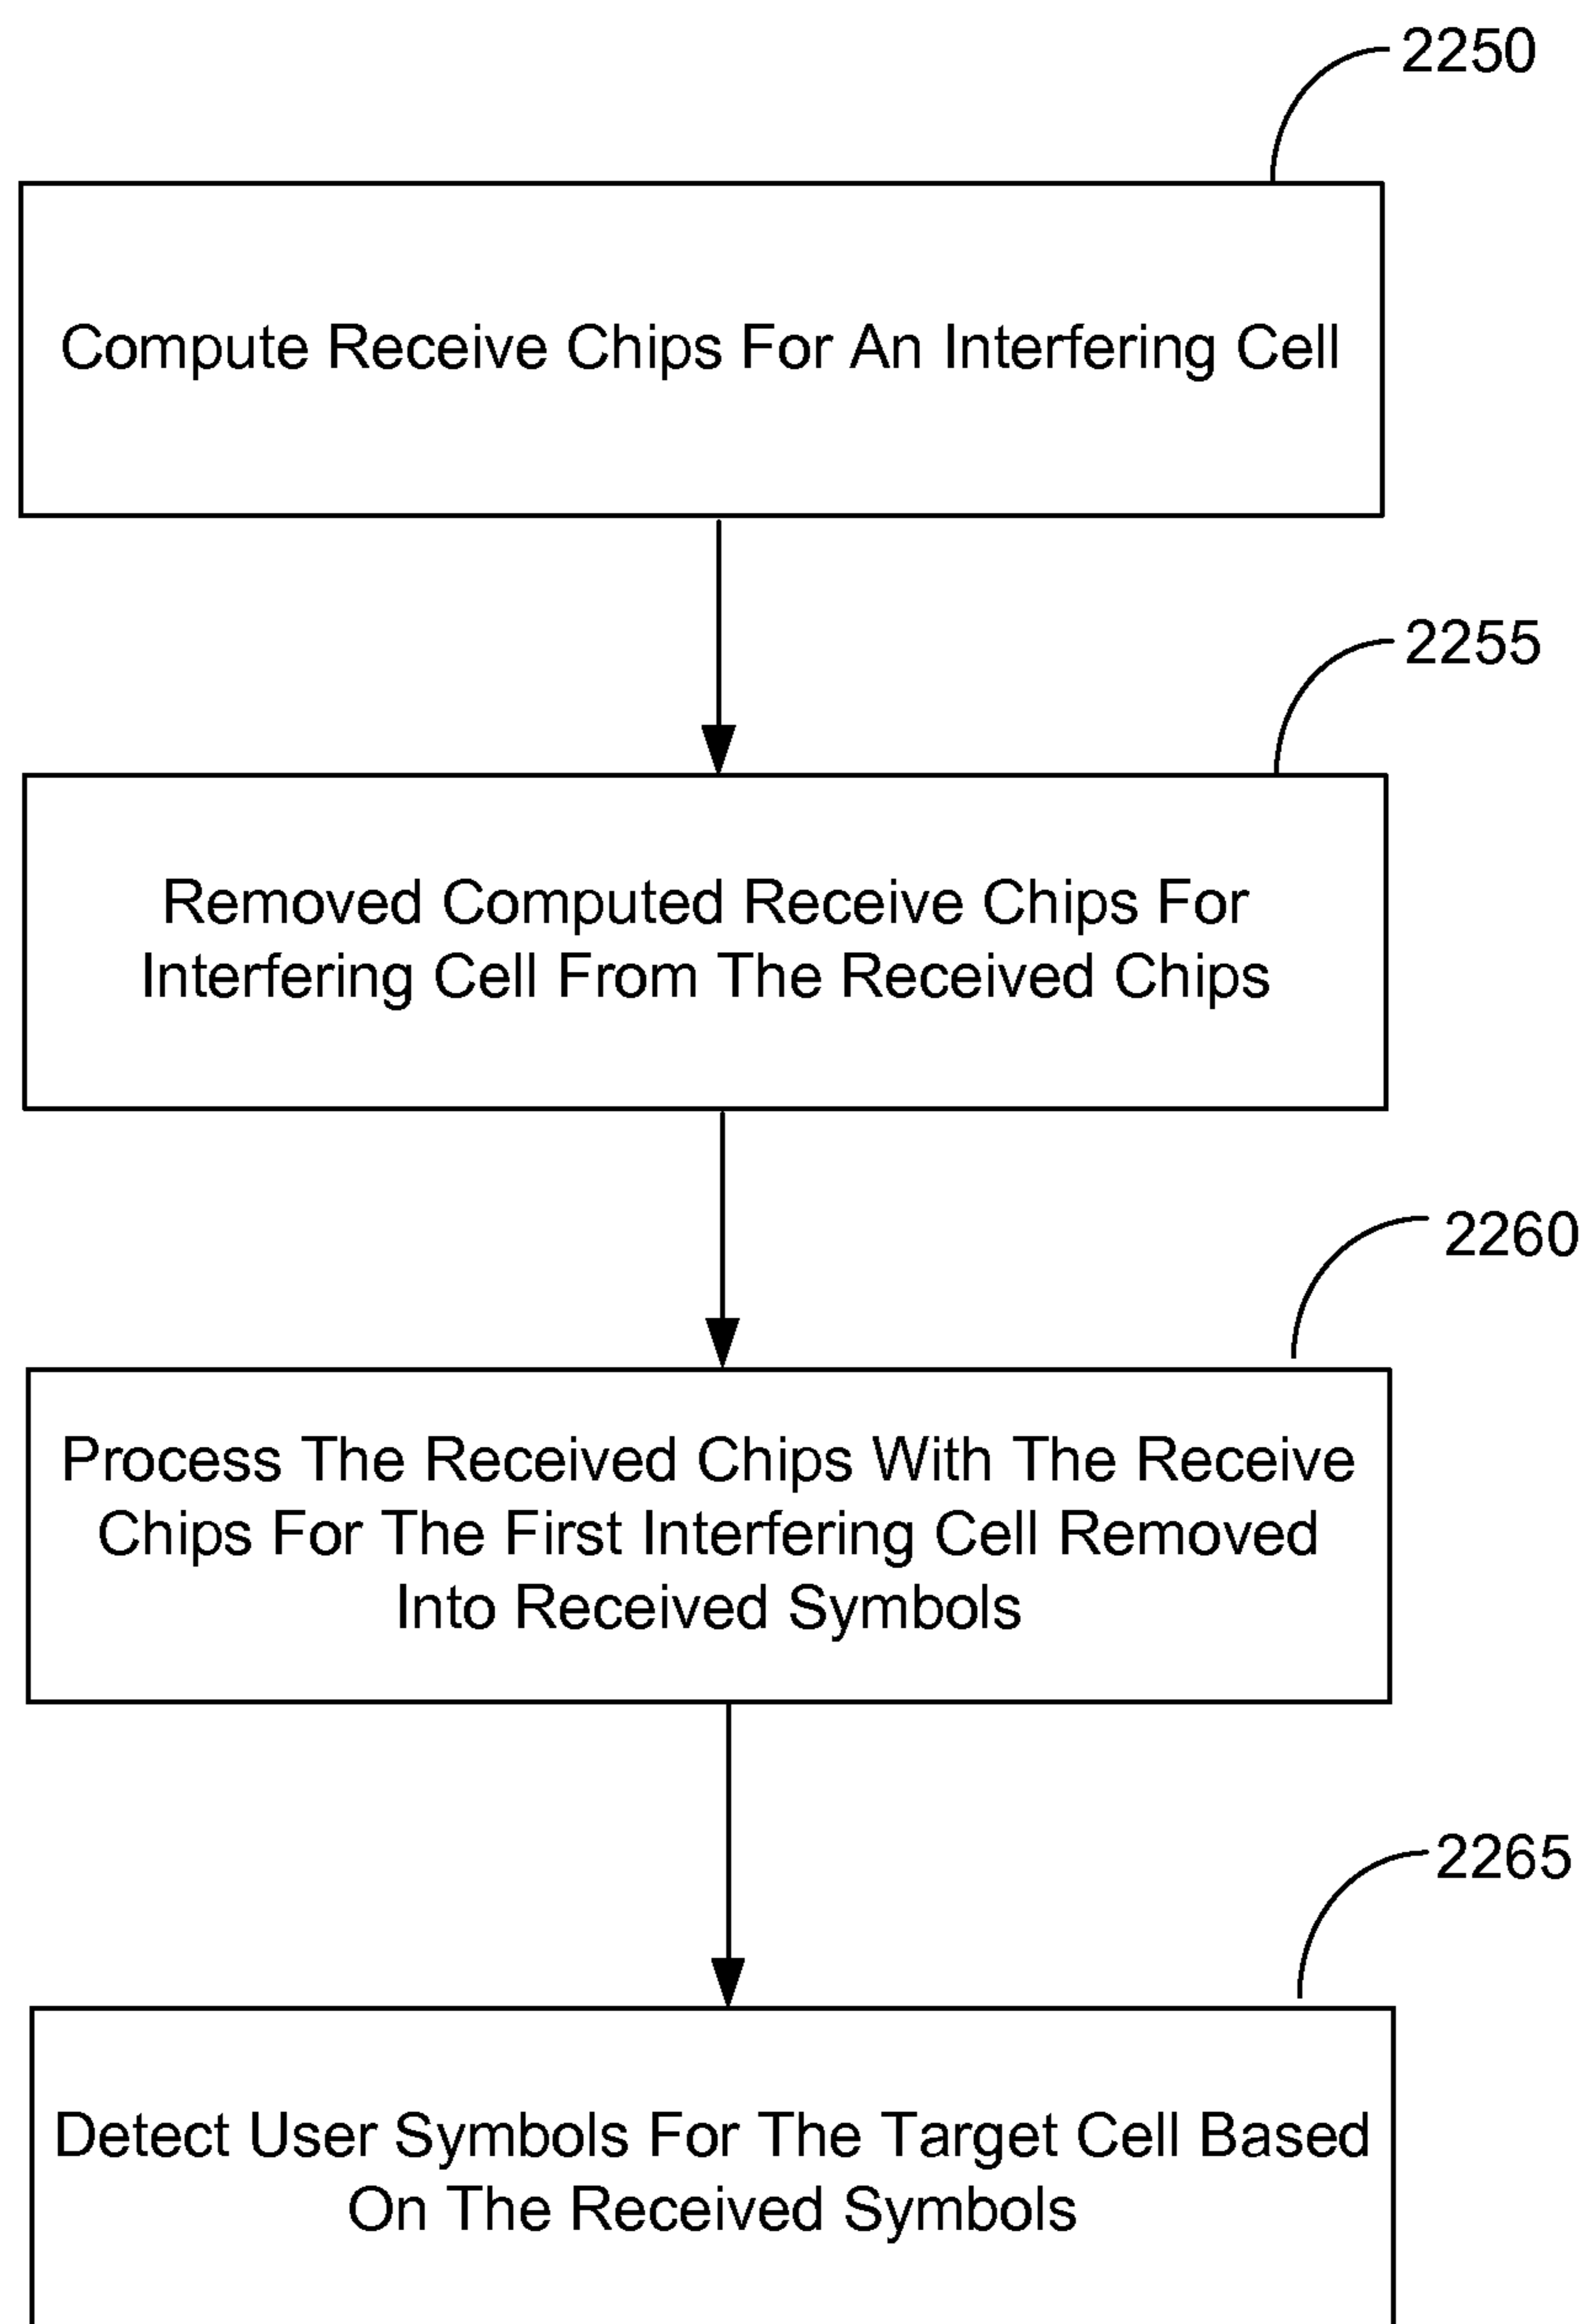 2250
Compute Receive Chips For An Interfering Cell
2255
Removed Computed Receive Chips For
Interfering Cell From The Received Chips
2260
Process The Received Chips With The Receive
Chips For The First Interfering Cell Removed
Into Received Symbols
2265
Detect User Symbols For The Target Cell Based
On The Received Symbols